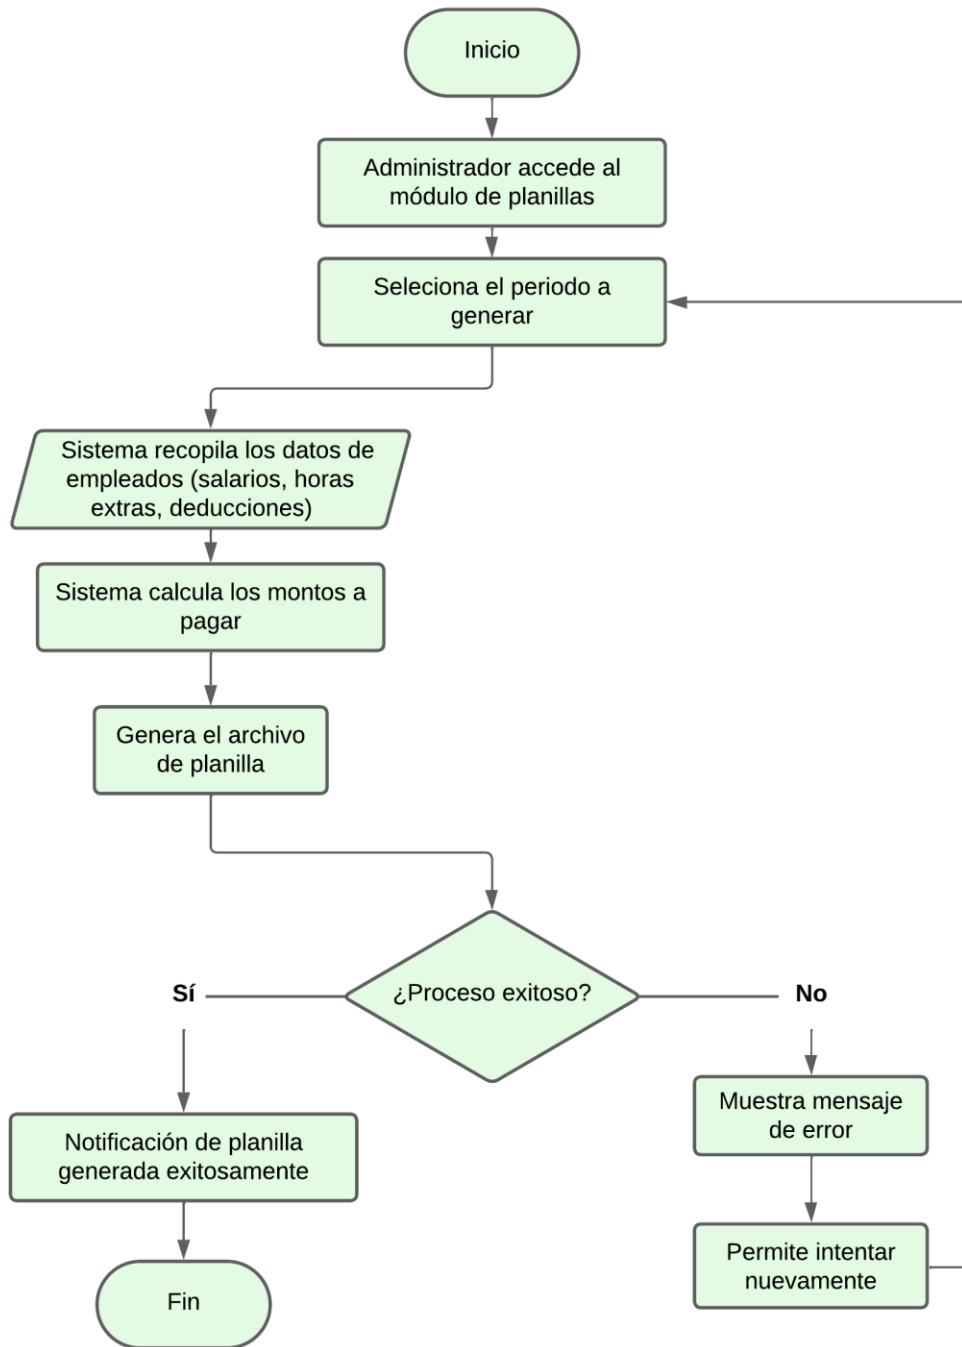 Inicio
Administrador accede al
módulo de planillas
Seleciona el periodo a
generar
Sistema recopila los datos de
empleados (salarios, horas
extras, deducciones)
Sistema calcula los montos a
pagar
Genera el archivo
de planilla
¿Proceso exitoso?
Sí
No
Notificación de planilla
generada exitosamente
Muestra mensaje
de error
Permite intentar
nuevamente
Fin